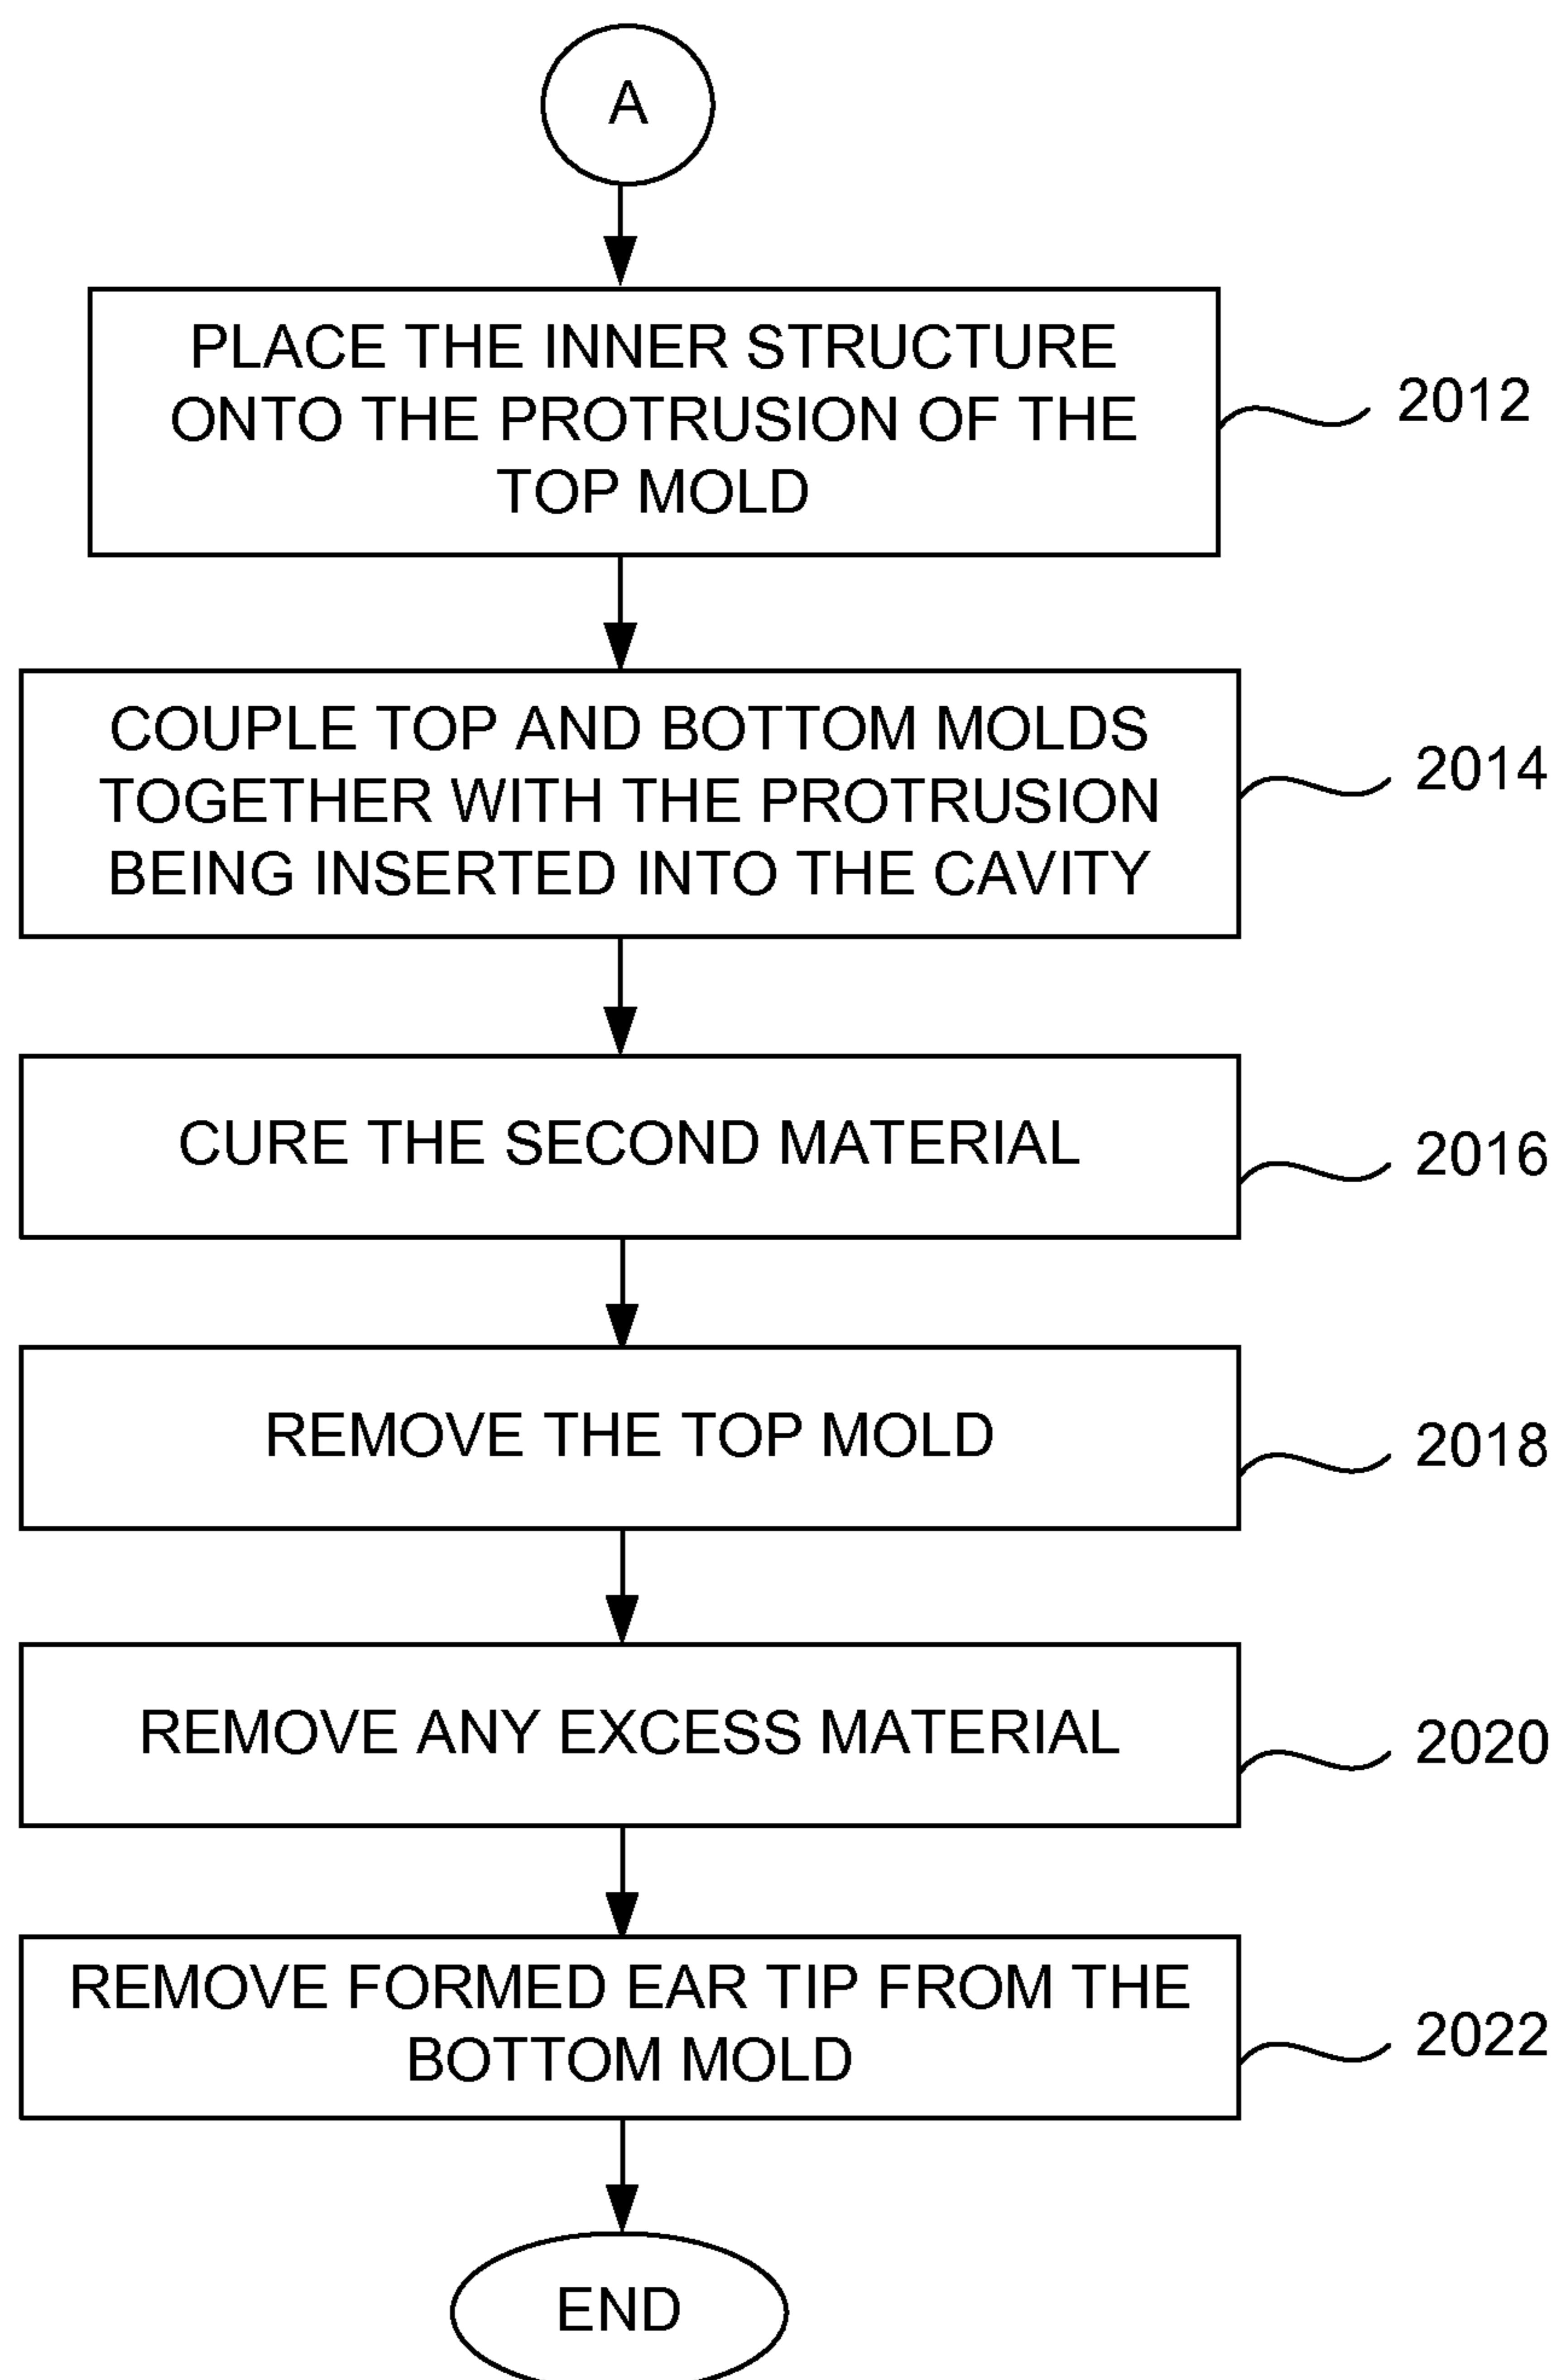 A
PLACE THE INNER STRUCTURE
ONTO THE PROTRUSION OF THE
TOP MOLD
2012
COUPLE TOP AND BOTTOM MOLDS
TOGETHER WITH THE PROTRUSION
BEING INSERTED INTO THE CAVITY
2014
CURE THE SECOND MATERIAL
2016
REMOVE THE TOP MOLD
2018
REMOVE ANY EXCESS MATERIAL
2020
REMOVE FORMED EAR TIP FROM THE
BOTTOM MOLD
2022
END